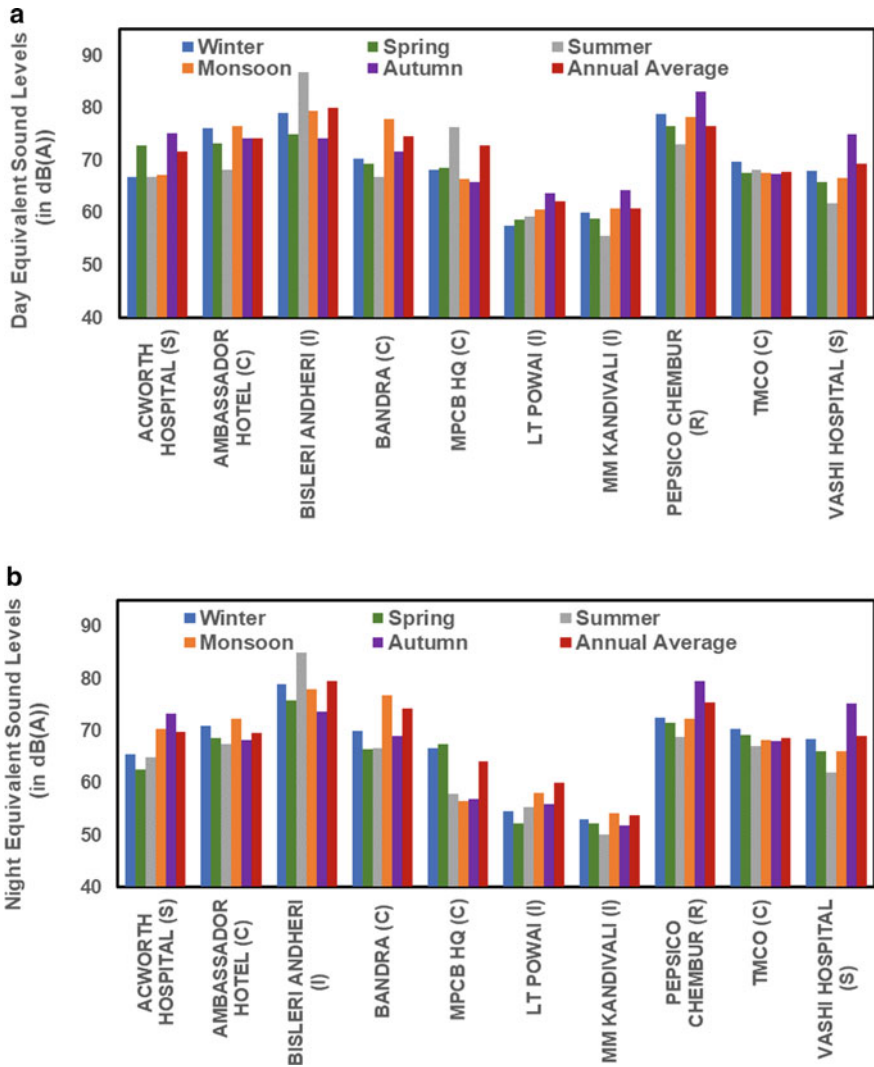 a
Day Equivalent Sound Levels
(in dB(A))
90
80
70
60
50
40
Winter
Spring
Summer
Monsoon
Autumn
Annual Average
ACWORTH
HOSPITAL (S)
AMBASSADOR
HOTEL (C)
BISLERI ANDHERI (I)
BANDRA (C)
MPCB HQ (C)
LT POWAI (I)
MM KANDIVALI (I)
PEPSICO CHEMBUR
(R)
TMCO (C)
VASHI HOSPITAL (S)
b
Night Equivalent Sound Levels
(in dB(A))
90
80
70
60
50
40
Winter
Spring
Summer
Monsoon
Autumn
Annual Average
ACWORTH
HOSPITAL (S)
AMBASSADOR
HOTEL (C)
BISLERI ANDHERI
(I)
BANDRA (C)
MPCB HQ (C)
LT POWAI (I)
MM KANDIVALI (I)
PEPSICO
CHEMBUR (R)
TMCO (C)
VASHI HOSPITAL
(S)